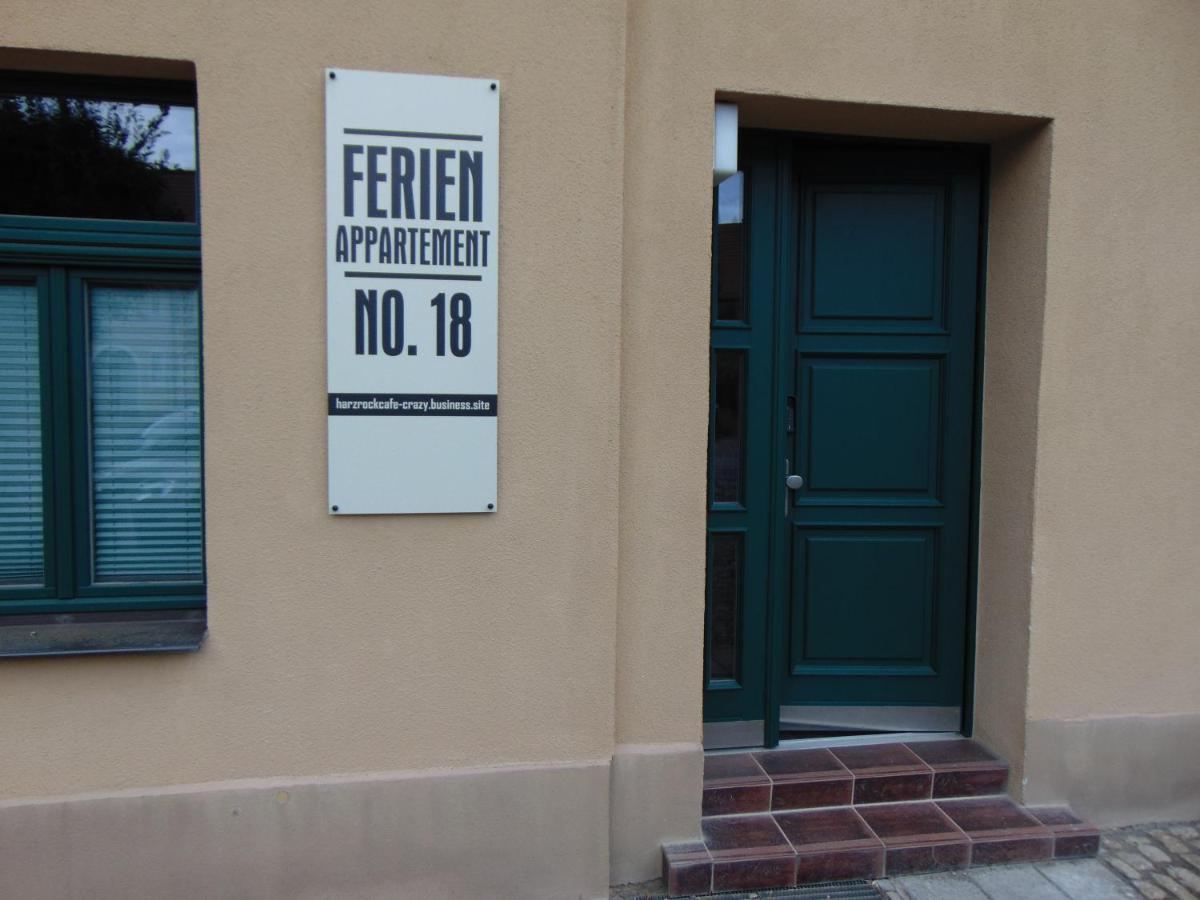 FERIEN
APPARTEMENT
NO. 18
harzrockcafe-crazy.business.site